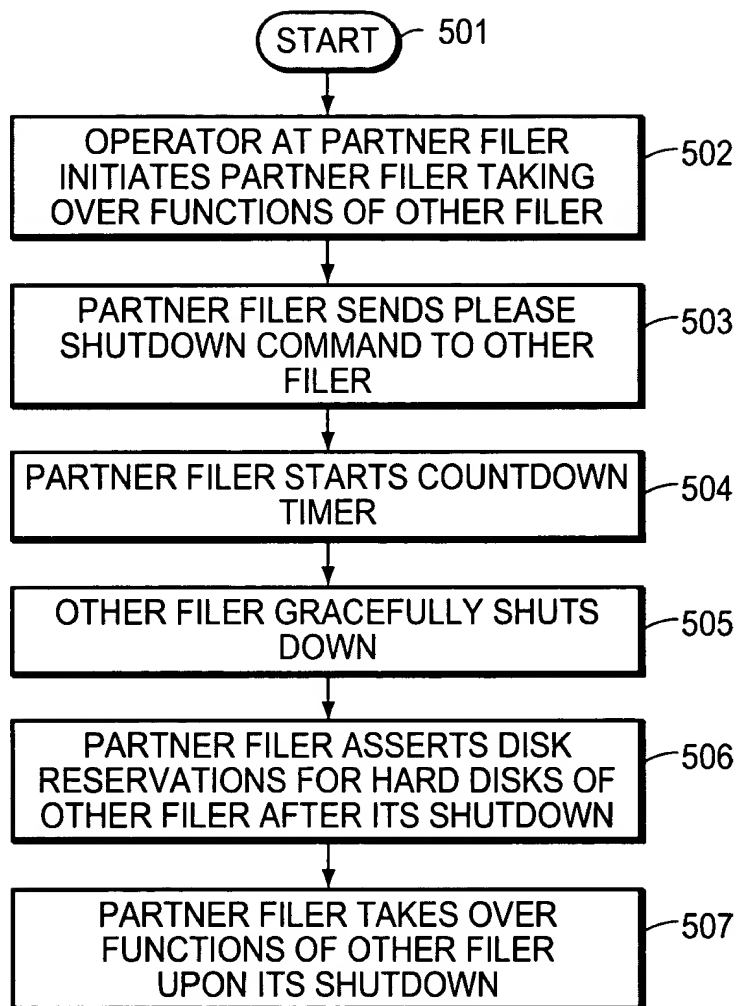 START
501
OPERATOR AT PARTNER FILER
INITIATES PARTNER FILER TAKING
OVER FUNCTIONS OF OTHER FILER
502
PARTNER FILER SENDS PLEASE
SHUTDOWN COMMAND TO OTHER
FILER
503
PARTNER FILER STARTS COUNTDOWN
TIMER
504
OTHER FILER GRACEFULLY SHUTS
DOWN
505
PARTNER FILER ASSERTS DISK
RESERVATIONS FOR HARD DISKS OF
OTHER FILER AFTER ITS SHUTDOWN
506
PARTNER FILER TAKES OVER
FUNCTIONS OF OTHER FILER
UPON ITS SHUTDOWN
507